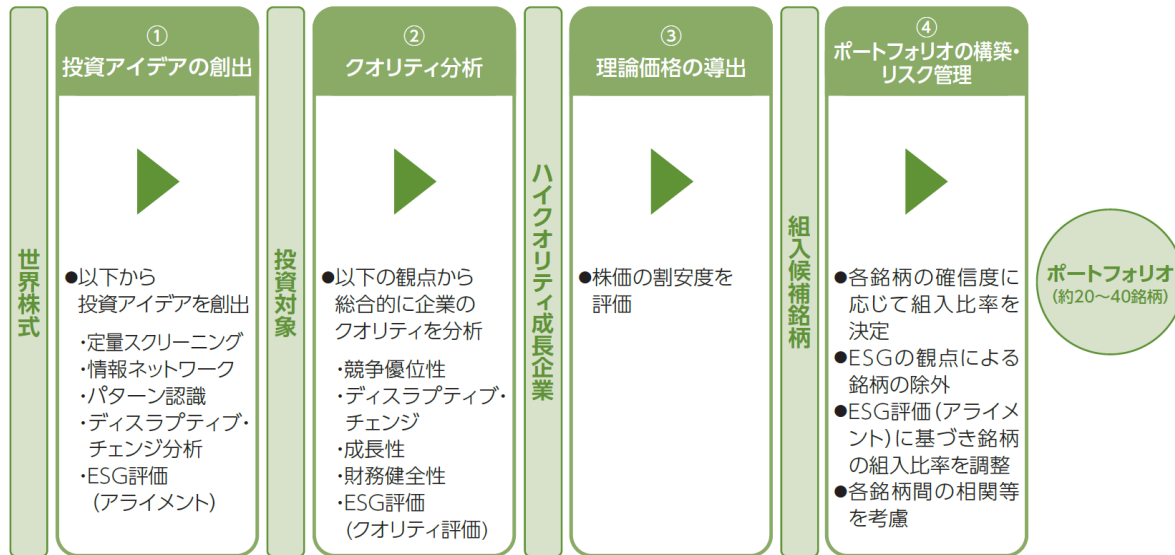 世界株式
①
投資アイデアの創出
●以下から
投資アイデアを創出
・定量スクリーニング
・情報ネットワーク
・パターン認識
・ディスラプティブ・
チェンジ分析
・ESG評価
(アライメント)
投資対象
②
クオリティ分析
●以下の観点から
総合的に企業の
クオリティを分析
・競争優位性
・ディスラプティブ・
チェンジ
・成長性
・財務健全性
・ESG評価
(クオリティ評価)
ハイクオリティ成長企業
③
理論価格の導出
●株価の割安度を
評価
組入候補銘柄
④
ポートフォリオの構築・
リスク管理
●各銘柄の確信度に
応じて組入比率を
決定
●ESGの観点による
銘柄の除外
●ESG評価(アライメ
ント)に基づき銘柄
の組入比率を調整
●各銘柄間の相関等
を考慮
ポートフォリオ
(約20～40銘柄)